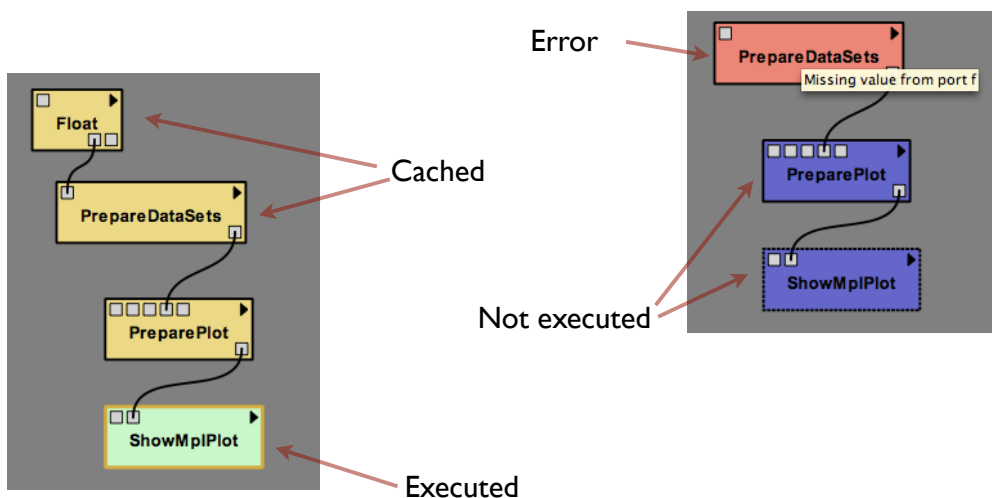 Error
PrepareDataSets
Missing value from port f
PreparePlot
ShowMplPlot
Not executed
Float
Cached
PrepareDataSets
PreparePlot
ShowMplPlot
Executed